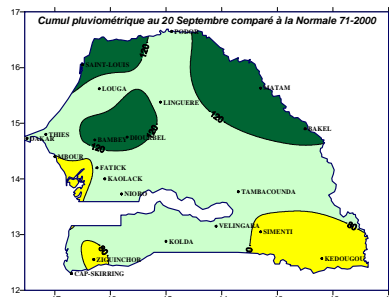 Cumul pluviométrique au 20 Septembre comparé à la Normale 71-2000
17
PODOR
120
16
SAINT-LOUIS
LOUGA
MATAM
LINGUERE
120
15
THIES
DAKAR
BAMBEY
DIOURBEL
BAKEL
120
MBOUR
FATICK
14
KAOLACK
NIORO
TAMBACOUNDA
80
13
VELINGARA
SIMENTI
KOLDA
80
ZIGUINCHOR
KEDOUGOU
CAP-SKIRRING
12